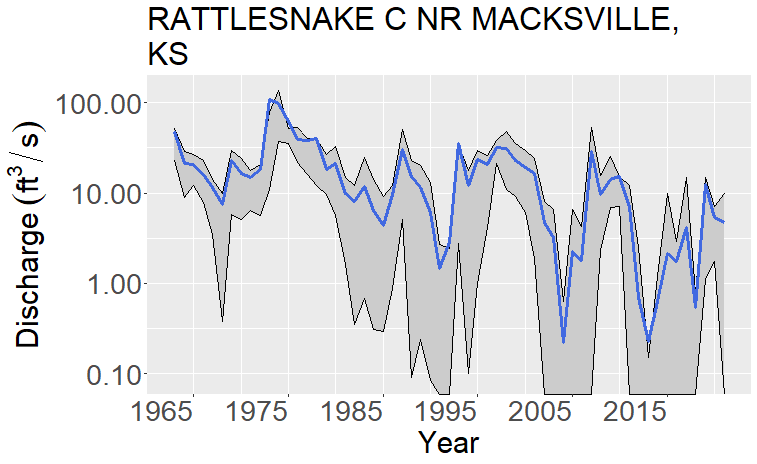 RATTLESNAKE C NR MACKSVILLE,
KS
Discharge (ft³/s)
100.00
10.00
1.00
0.10
1965 1975 1985 1995 2005 2015
Year